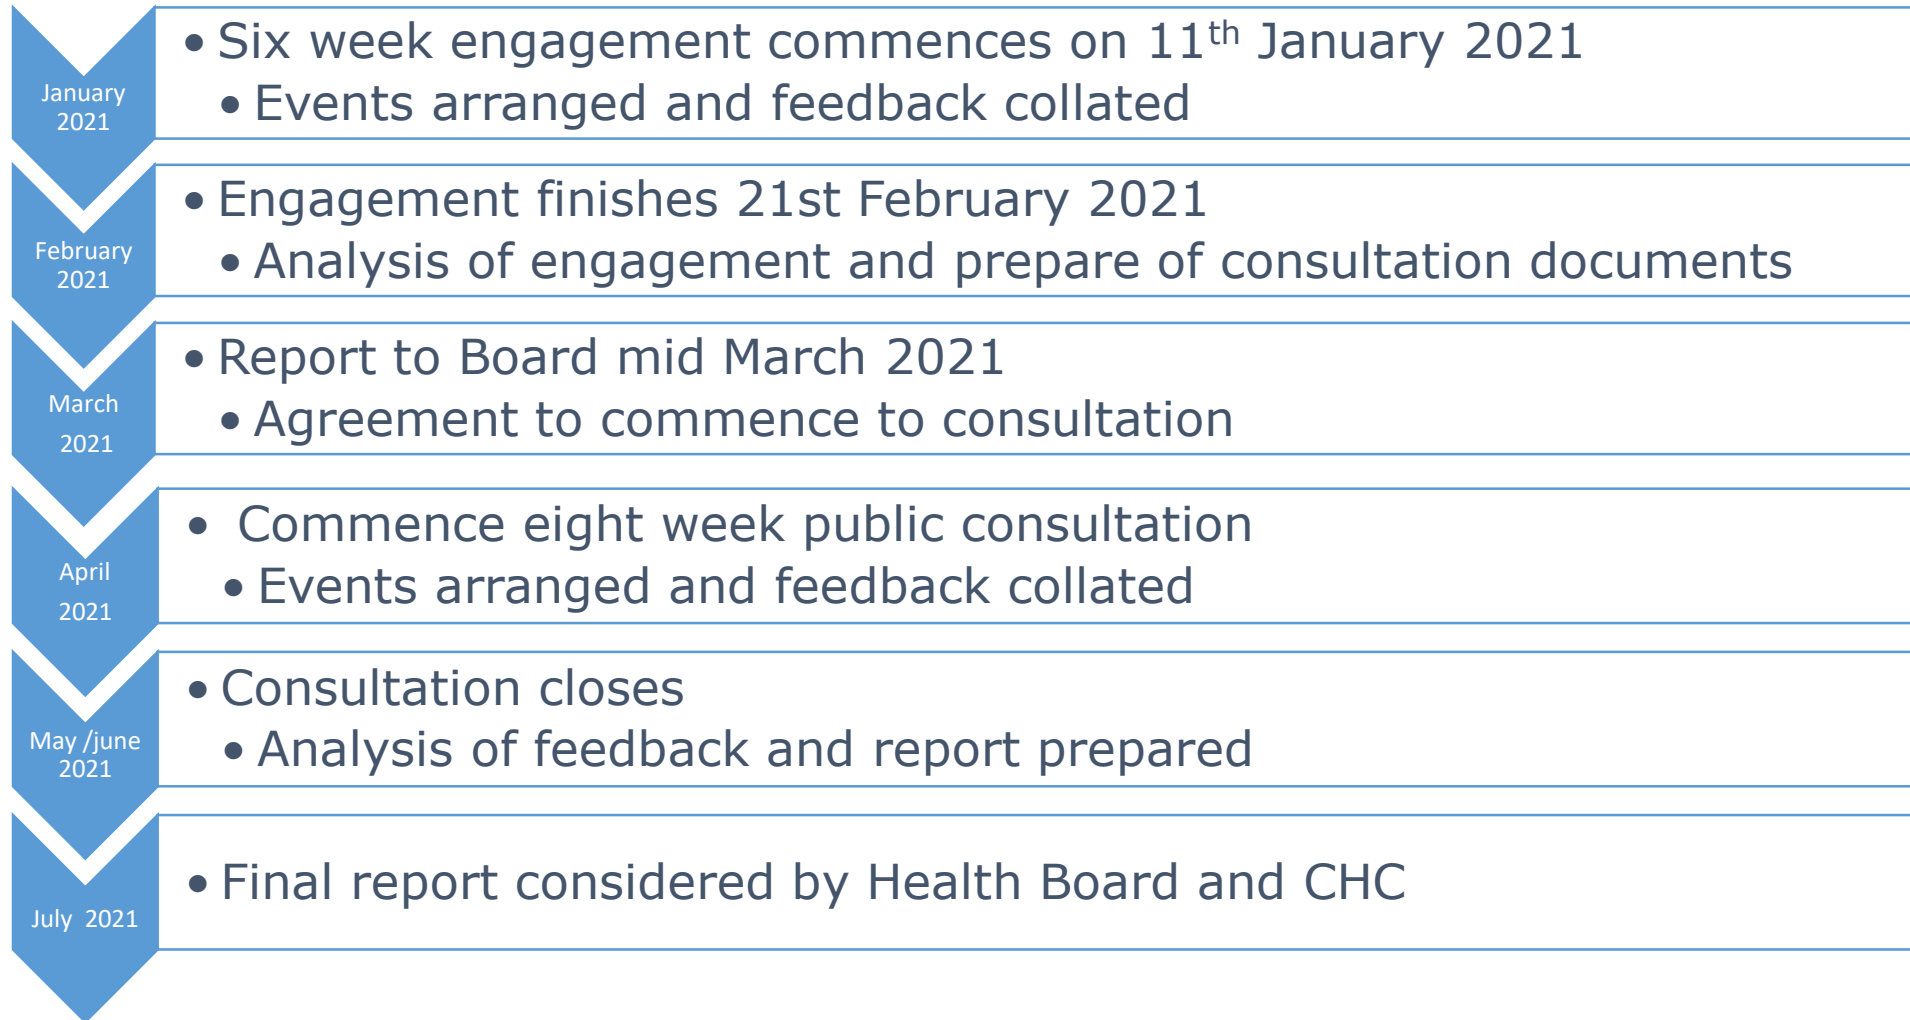 January
2021
• Six week engagement commences on 11th January 2021
• Events arranged and feedback collated
February
2021
• Engagement finishes 21st February 2021
• Analysis of engagement and prepare of consultation documents
March
2021
• Report to Board mid March 2021
• Agreement to commence to consultation
April
2021
• Commence eight week public consultation
• Events arranged and feedback collated
May /june
2021
• Consultation closes
• Analysis of feedback and report prepared
July 2021
• Final report considered by Health Board and CHC